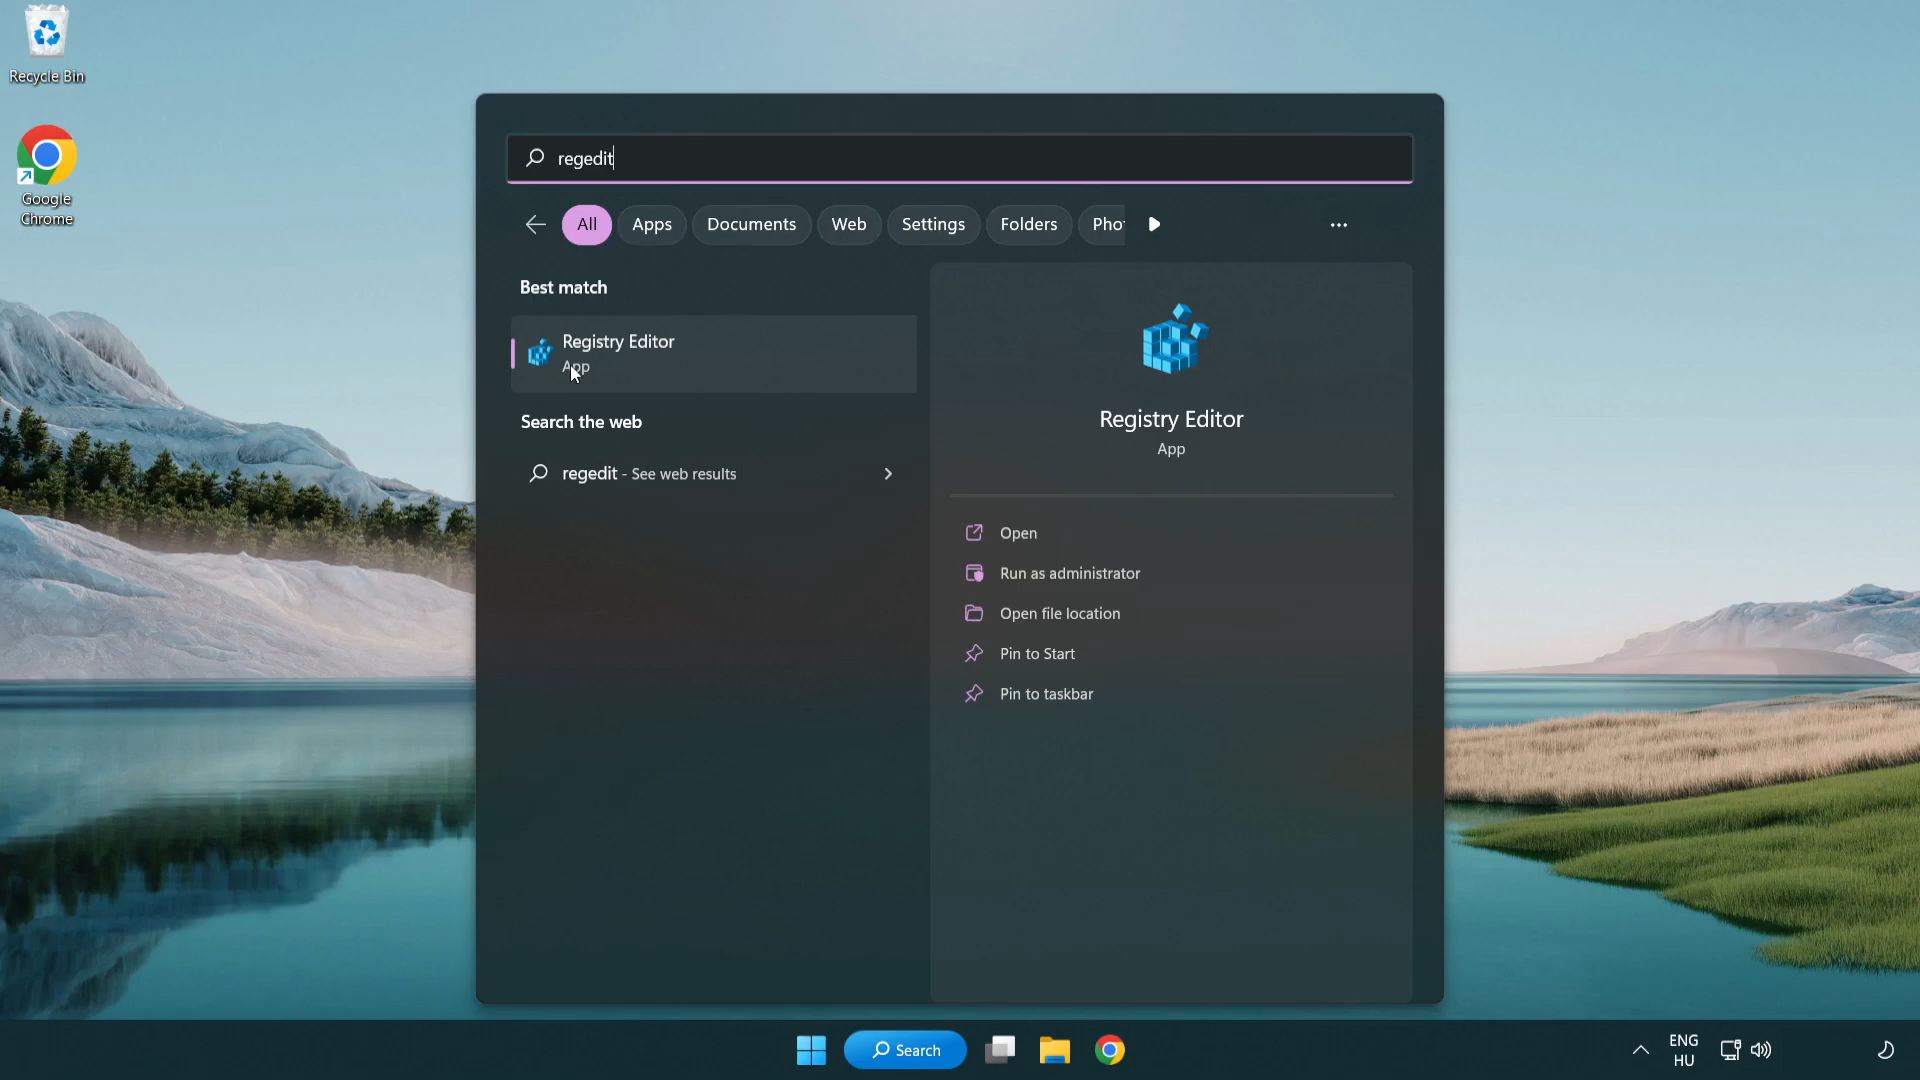 Recycle Bin
Google
Chrome
regedit
All
Apps
Documents
Web
Settings
Folders
Pho
Best match
Registry Editor
App
Search the web
regedit - See web results
Registry Editor
App
Open
Run as administrator
Open file location
Pin to Start
Pin to taskbar
Search
ENG
HU